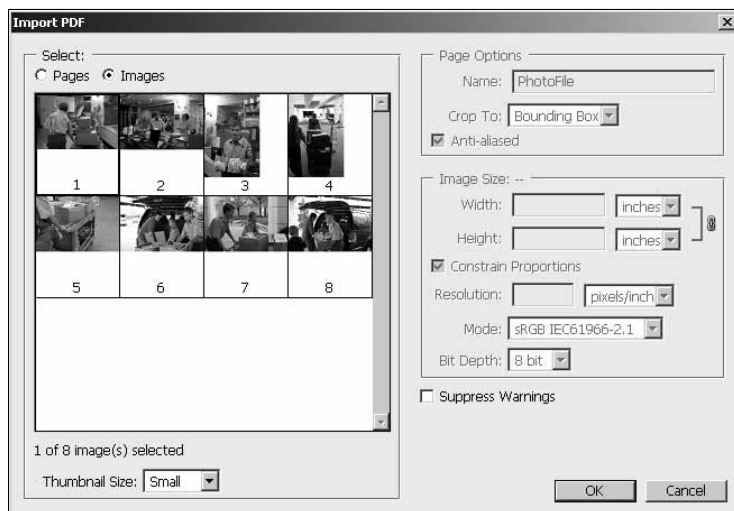 Import PDF
Select:
Pages Images
1 2 3 4
5 6 7 8
1 of 8 image(s) selected
Thumbnail Size: Small
Page Options
Name: PhotoFile
Crop To: Bounding Box
Anti-aliased
Image Size: --
Width: inches
Height: inches
Constrain Proportions
Resolution: pixels/inch
Mode: sRGB IEC61966-2.1
Bit Depth: 8 bit
Suppress Warnings
OK Cancel